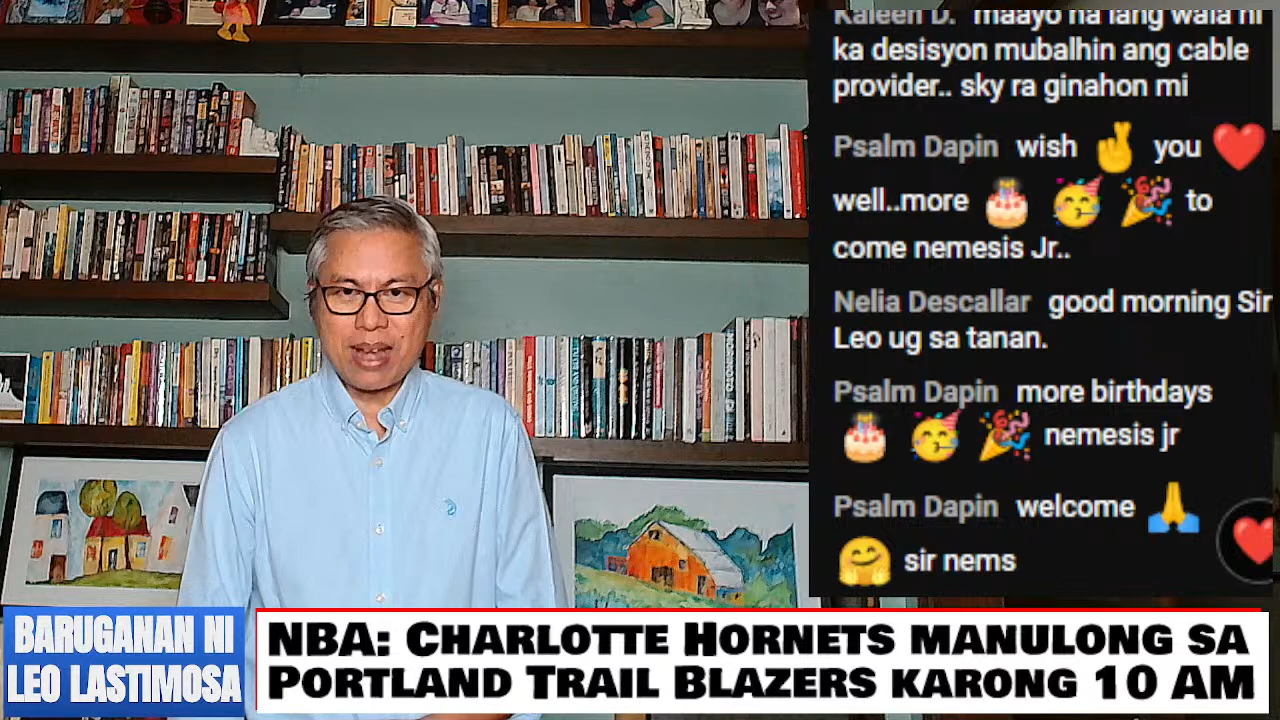 Kaleen D. maayo na lang wala ni
ka desisyon mubalhin ang cable
provider.. sky ra ginahon mi
Psalm Dapin wish 🤞 you ❤️
well..more 🎂 🥳 🎉 to
come nemesis Jr..
Nelia Descallar good morning Sir
Leo ug sa tanan.
Psalm Dapin more birthdays
🎂 🥳 🎉 nemesis jr
Psalm Dapin welcome 🙏
🤗 sir nems
BARUGANAN NI
LEO LASTIMOSA
NBA: CHARLOTTE HORNETS MANULONG SA
PORTLAND TRAIL BLAZERS KARONG 10 AM